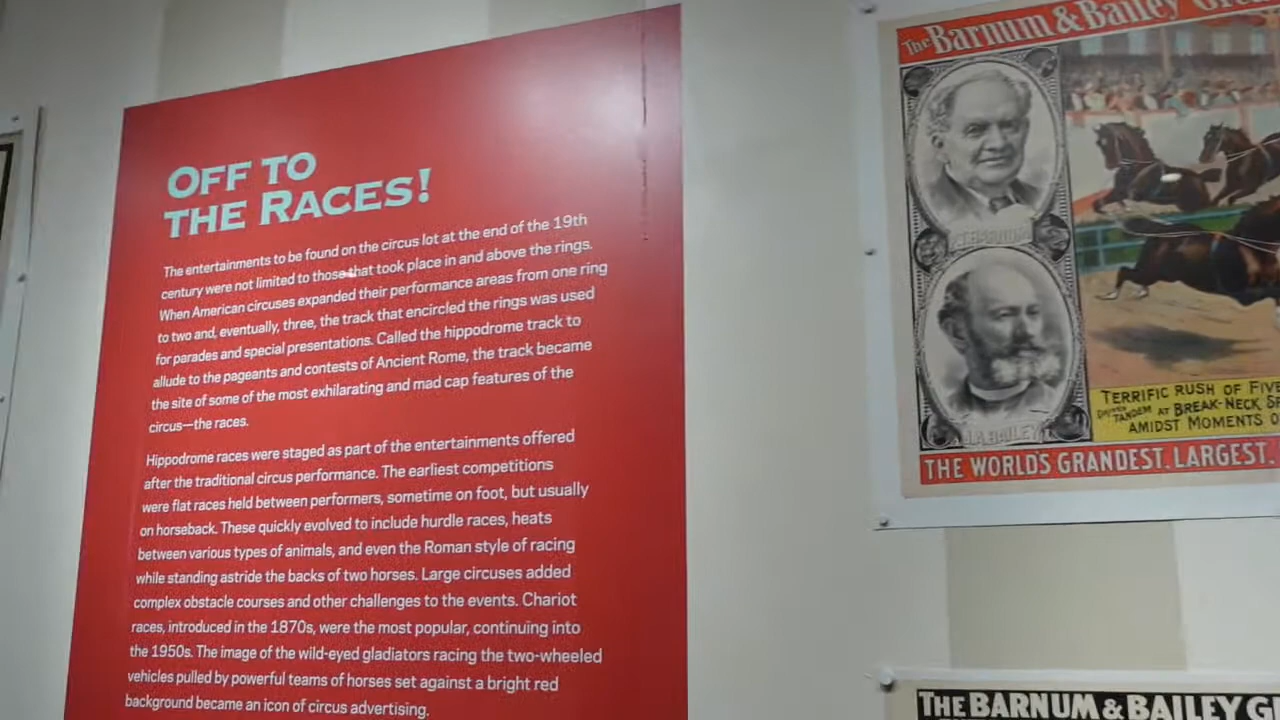 OFF TO
THE RACES!
The entertainments to be found on the circus lot at the end of the 19th
century were not limited to those that took place in and above the rings.
When American circuses expanded their performance areas from one ring
to two and, eventually, three, the track that encircled the rings was used
for parades and special presentations. Called the hippodrome track to
allude to the pageants and contests of Ancient Rome, the track became
the site of some of the most exhilarating and mad cap features of the
circus—the races.
Hippodrome races were staged as part of the entertainments offered
after the traditional circus performance. The earliest competitions
were flat races held between performers, sometime on foot, but usually
on horseback. These quickly evolved to include hurdle races, heats
between various types of animals, and even the Roman style of racing
while standing astride the backs of two horses. Large circuses added
complex obstacle courses and other challenges to the events. Chariot
races, introduced in the 1870s, were the most popular, continuing into
the 1950s. The image of the wild-eyed gladiators racing the two-wheeled
vehicles pulled by powerful teams of horses set against a bright red
background became an icon of circus advertising.
The Barnum & Bailey
P.T. BARNUM
J.A. BAILEY
TERRIFIC RUSH OF FIVE
DRIVEN TANDEM AT BREAK-NECK
AMIDST MOMENTS
THE WORLD'S GRANDEST, LARGEST,
THE BARNUM & BAILEY